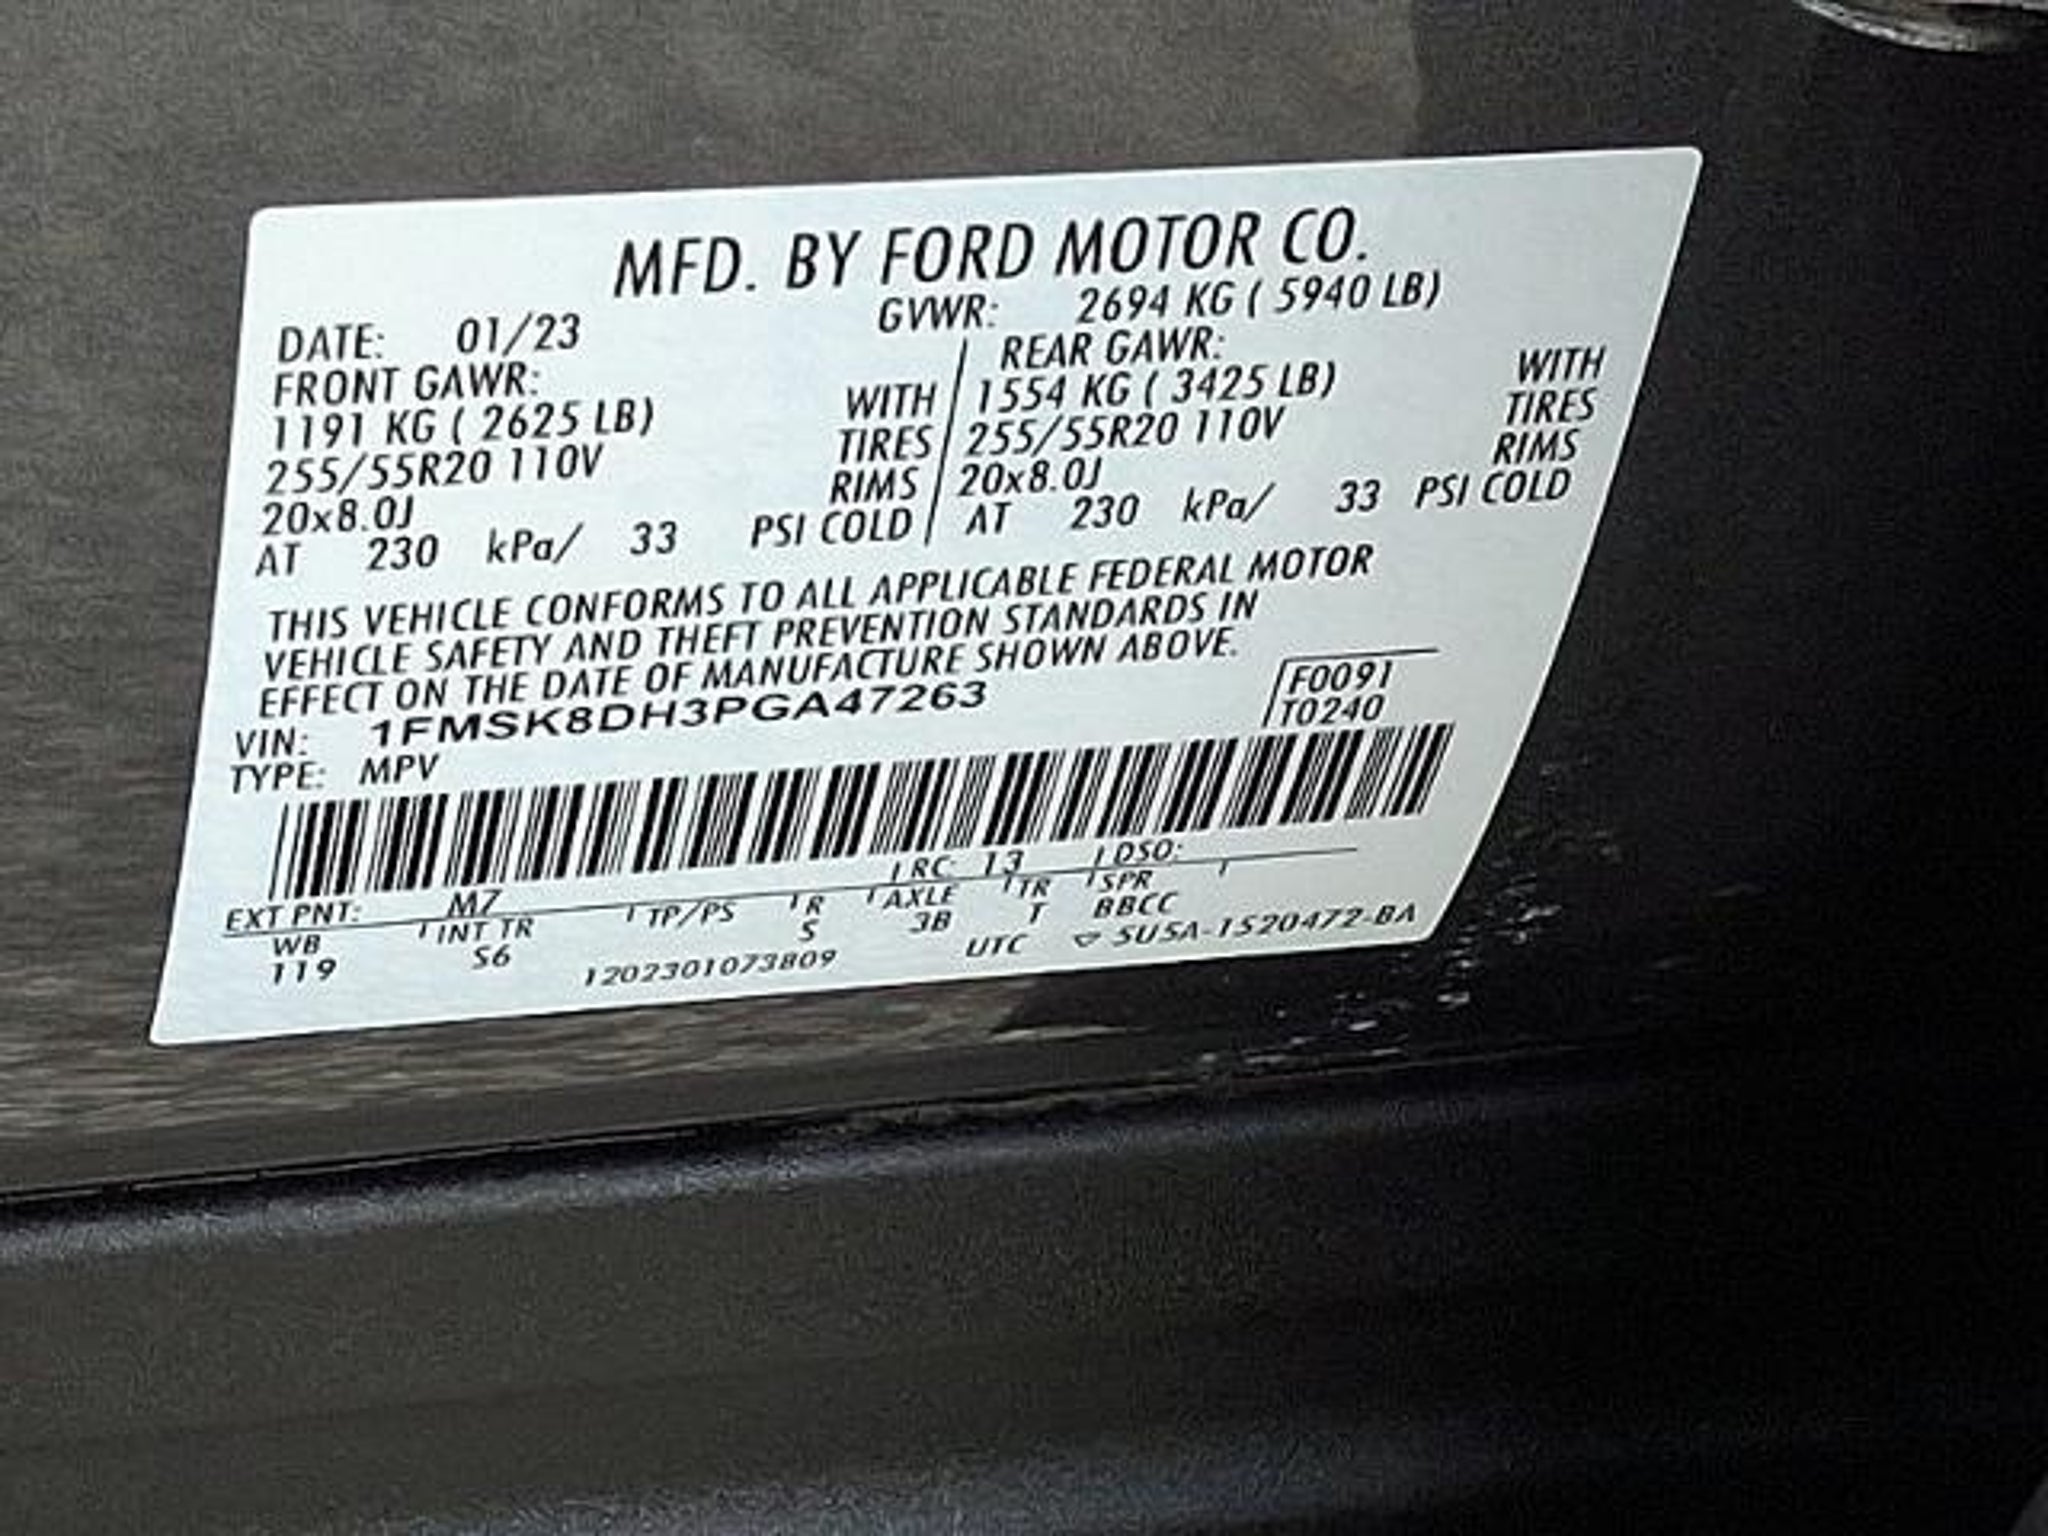 MFD. BY FORD MOTOR CO.
DATE: 01/23 GVWR: 2694 KG ( 5940 LB)
FRONT GAWR: REAR GAWR:
1191 KG ( 2625 LB) WITH 1554 KG ( 3425 LB) WITH
255/55R20 110V TIRES 255/55R20 110V TIRES
20x8.0J RIMS 20x8.0J RIMS
AT 230 kPa/ 33 PSI COLD AT 230 kPa/ 33 PSI COLD
THIS VEHICLE CONFORMS TO ALL APPLICABLE FEDERAL MOTOR
VEHICLE SAFETY AND THEFT PREVENTION STANDARDS IN
EFFECT ON THE DATE OF MANUFACTURE SHOWN ABOVE.
VIN: 1FMSK8DH3PGA47263 F0091
TYPE: MPV T0240
EXT PNT: M7 RC: 13 DSO:
WB INT TR TP/PS R AXLE TR SPR
119 S6 S 3B T BBCC
1202301073809 UTC 5U5A-1520472-BA